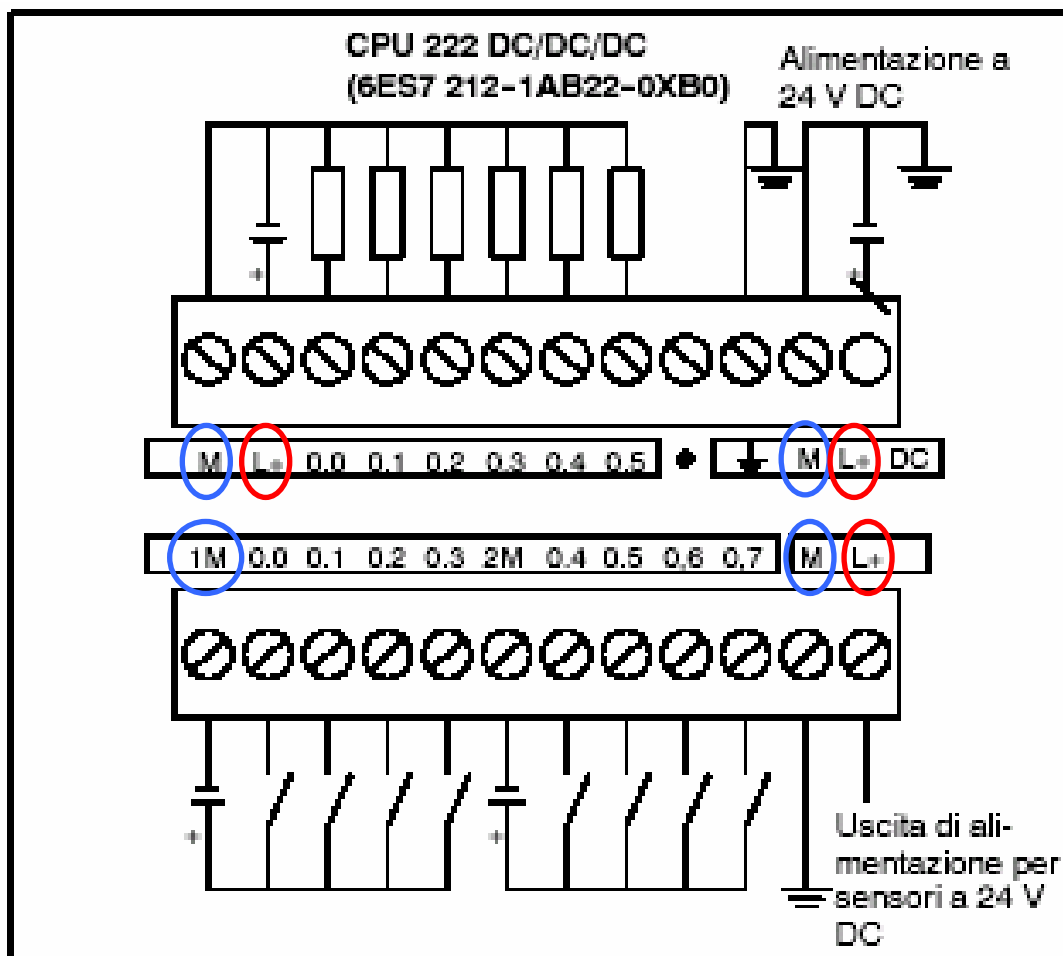 CPU 222 DC/DC/DC
(6ES7 212-1AB22-0XB0)
Alimentazione a
24 V DC
+
+
M L+ 0.0 0.1 0.2 0.3 0.4 0.5 M L+ DC
1M 0.0 0.1 0.2 0.3 2M 0.4 0.5 0,6 0,7 M L+
+
+
Uscita di ali-
mentazione per
sensori a 24 V
DC